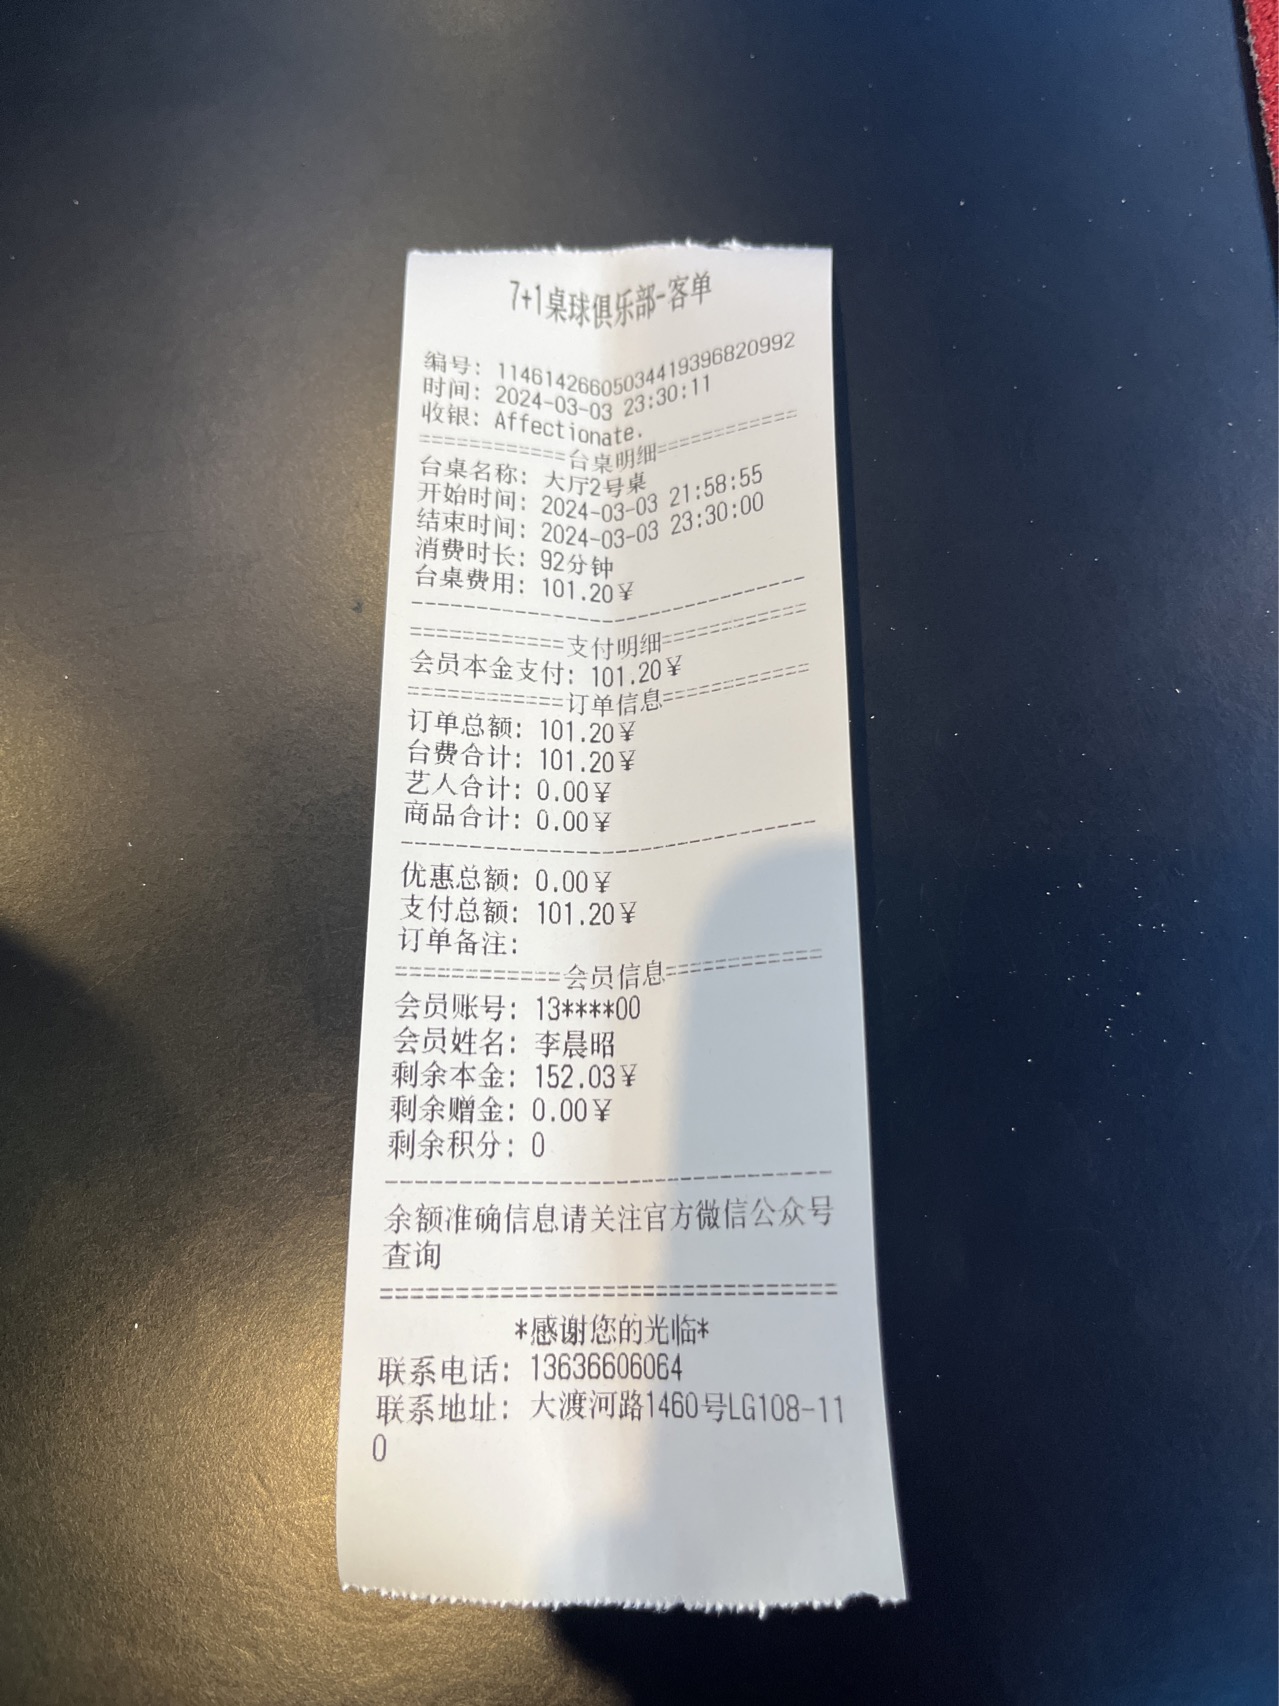 7+1桌球俱乐部-客单
编号: 11461426605034419396820992
时间: 2024-03-03 23:30:11
收银: Affectionate.
============台桌明细============
台桌名称: 大厅2号桌
开始时间: 2024-03-03 21:58:55
结束时间: 2024-03-03 23:30:00
消费时长: 92分钟
台桌费用: 101.20¥
--------------------------------
============支付明细============
会员本金支付: 101.20¥
============订单信息============
订单总额: 101.20¥
台费合计: 101.20¥
艺人合计: 0.00¥
商品合计: 0.00¥
--------------------------------
优惠总额: 0.00¥
支付总额: 101.20¥
订单备注:
============会员信息============
会员账号: 13****00
会员姓名: 李晨昭
剩余本金: 152.03¥
剩余赠金: 0.00¥
剩余积分: 0
--------------------------------
余额准确信息请关注官方微信公众号
查询
================================
*感谢您的光临*
联系电话: 13636606064
联系地址: 大渡河路1460号LG108-11
0